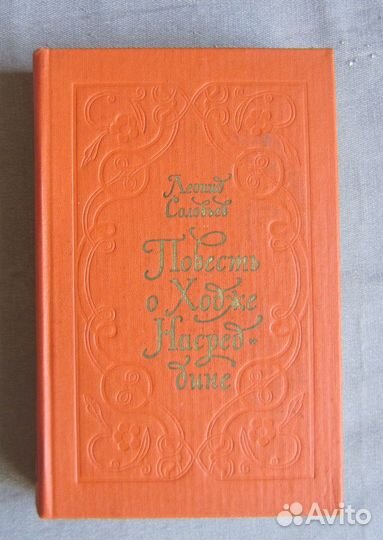 Леонид
Соловьев
Повесть
о Ходже
Насред-
дине
Avito